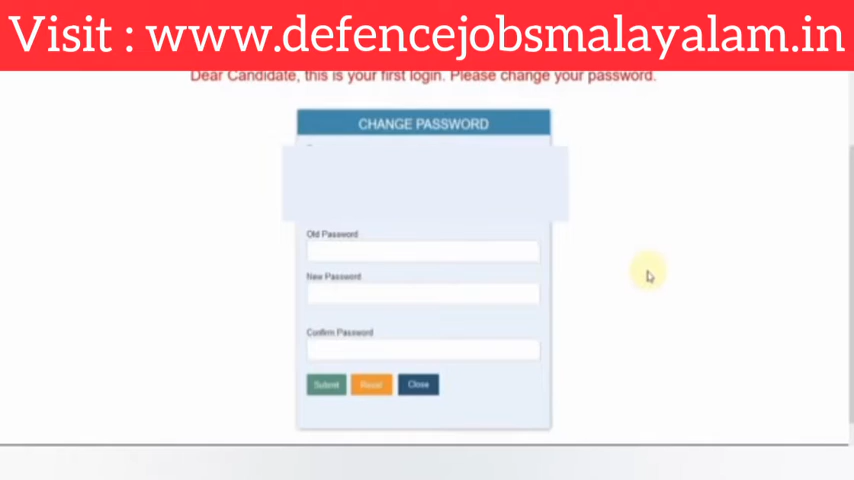 Visit : www.defencejobsmalayalam.in
Dear Candidate, this is your first login. Please change your password.
CHANGE PASSWORD
Old Password
New Password
Confirm Password
Submit Reset Close